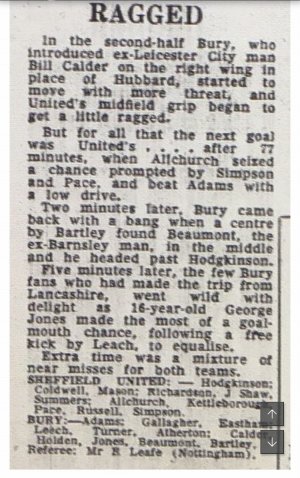 RAGGED
In the second-half Bury, who
introduced ex-Leicester City man
Bill Calder on the right wing in
place of Hubbard, started to
move with more threat, and
United's midfield grip began to
get a little ragged.
But for all that the next goal
was United's . . . . after 77
minutes, when Allchurch seized
a chance prompted by Simpson
and Pace, and beat Adams with
a low drive.
Two minutes later, Bury came
back with a bang when a centre
by Bartley found Beaumont, the
ex-Barnsley man, in the middle
and he headed past Hodgkinson.
Five minutes later, the few Bury
fans who had made the trip from
Lancashire, went wild with
delight as 16-year-old George
Jones made the most of a goal-
mouth chance, following a free
kick by Leach, to equalise.
Extra time was a mixture of
near misses for both teams.
SHEFFIELD UNITED: — Hodgkinson;
Coldwell, Mason; Richardson, J Shaw,
Summers; Allchurch, Kettleborough,
Pace, Russell, Simpson.
BURY:—Adams; Gallagher, Eastham;
Leech, Turner, Atherton; Calder,
Holden, Jones, Beaumont, Bartley.
Referee: Mr R Leafe (Nottingham).